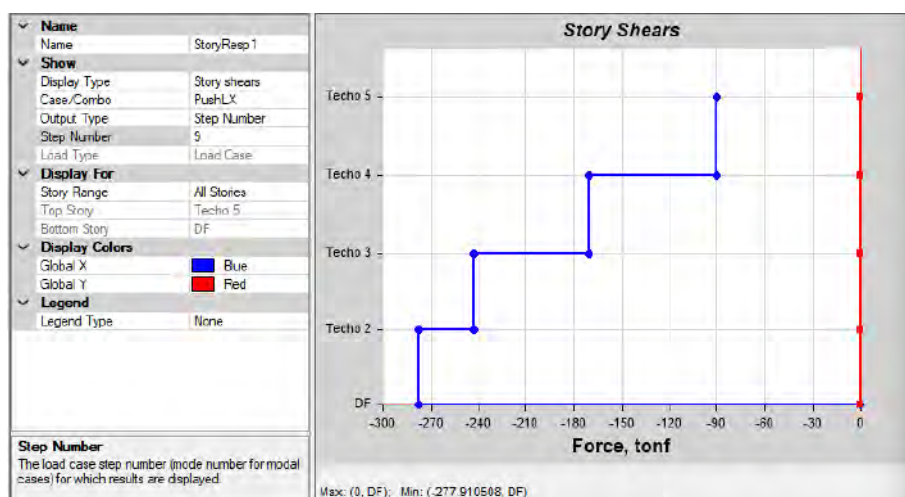 Name
Name StoryResp1
Show
Display Type Story shears
Case/Combo PushLX
Output Type Step Number
Step Number 9
Load Type Load Case
Display For
Story Range All Stories
Top Story Techo 5
Bottom Story DF
Display Colors
Global X Blue
Global Y Red
Legend
Legend Type None
Step Number
The load case step number (mode number for modal
cases) for which results are displayed.
Story Shears
Techo 5
Techo 4
Techo 3
Techo 2
DF
-300 -270 -240 -210 -180 -150 -120 -90 -60 -30 0
Force, tonf
Max: (0, DF); Min: (-277.910508, DF)